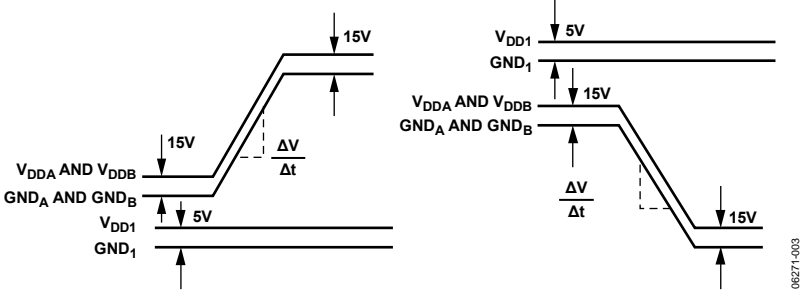 15V
15V
V_DDA AND V_DDB
GND_A AND GND_B
ΔV
Δt
V_DD1
5V
GND_1
V_DD1
5V
GND_1
V_DDA AND V_DDB
15V
GND_A AND GND_B
ΔV
Δt
15V
06271-003